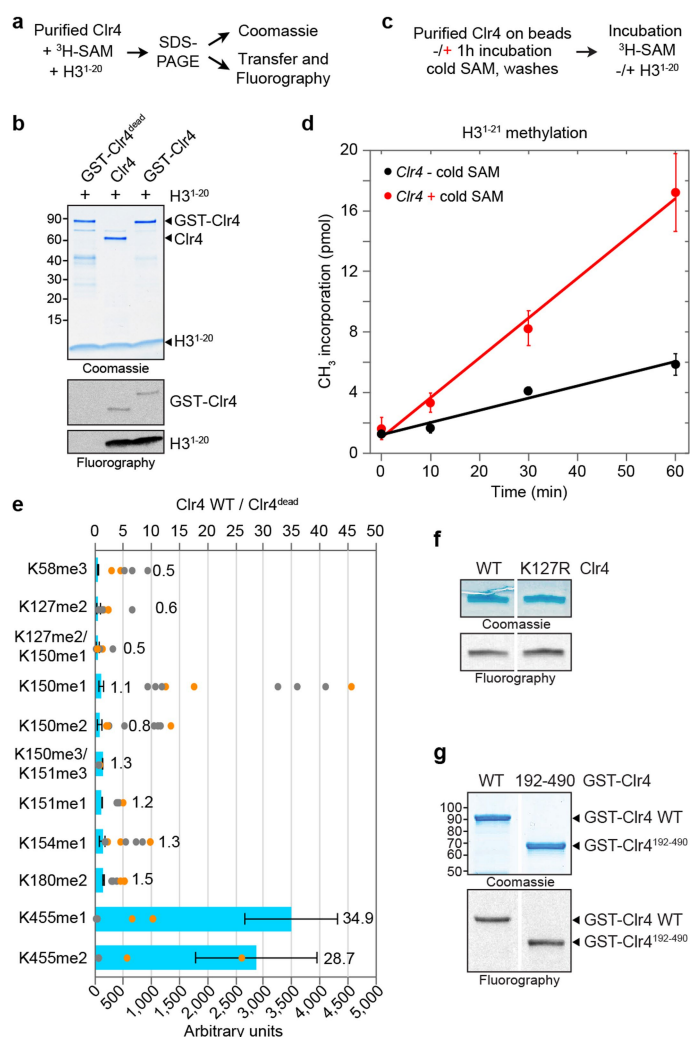 a
Purified Clr4
+ ³H-SAM
+ H3¹⁻²⁰
SDS-
PAGE
Coomassie
Transfer and
Fluorography
c
Purified Clr4 on beads
-/+ 1h incubation
cold SAM, washes
Incubation
³H-SAM
-/+ H3¹⁻²⁰
b
GST-Clr4ᵈᵉᵃᵈ
Clr4
GST-Clr4
+ + + H3¹⁻²⁰
90
60
40
30
20
15
GST-Clr4
Clr4
H3¹⁻²⁰
Coomassie
GST-Clr4
H3¹⁻²⁰
Fluorography
d
H3¹⁻²¹ methylation
Clr4 - cold SAM
Clr4 + cold SAM
CH₃ incorporation (pmol)
20
16
12
8
4
0
0 10 20 30 40 50 60
Time (min)
e
Clr4 WT / Clr4ᵈᵉᵃᵈ
0 5 10 15 20 25 30 35 40 45 50
K58me3 0.5
K127me2 0.6
K127me2/
K150me1 0.5
K150me1 1.1
K150me2 0.8
K150me3/
K151me3 1.3
K151me1 1.2
K154me1 1.3
K180me2 1.5
K455me1 34.9
K455me2 28.7
0 500 1,000 1,500 2,000 2,500 3,000 3,500 4,000 4,500 5,000
Arbitrary units
f
WT K127R Clr4
Coomassie
Fluorography
g
WT 192-490 GST-Clr4
100
90
80
70
60
50
GST-Clr4 WT
GST-Clr4¹⁹²⁻⁴⁹⁰
Coomassie
GST-Clr4 WT
GST-Clr4¹⁹²⁻⁴⁹⁰
Fluorography